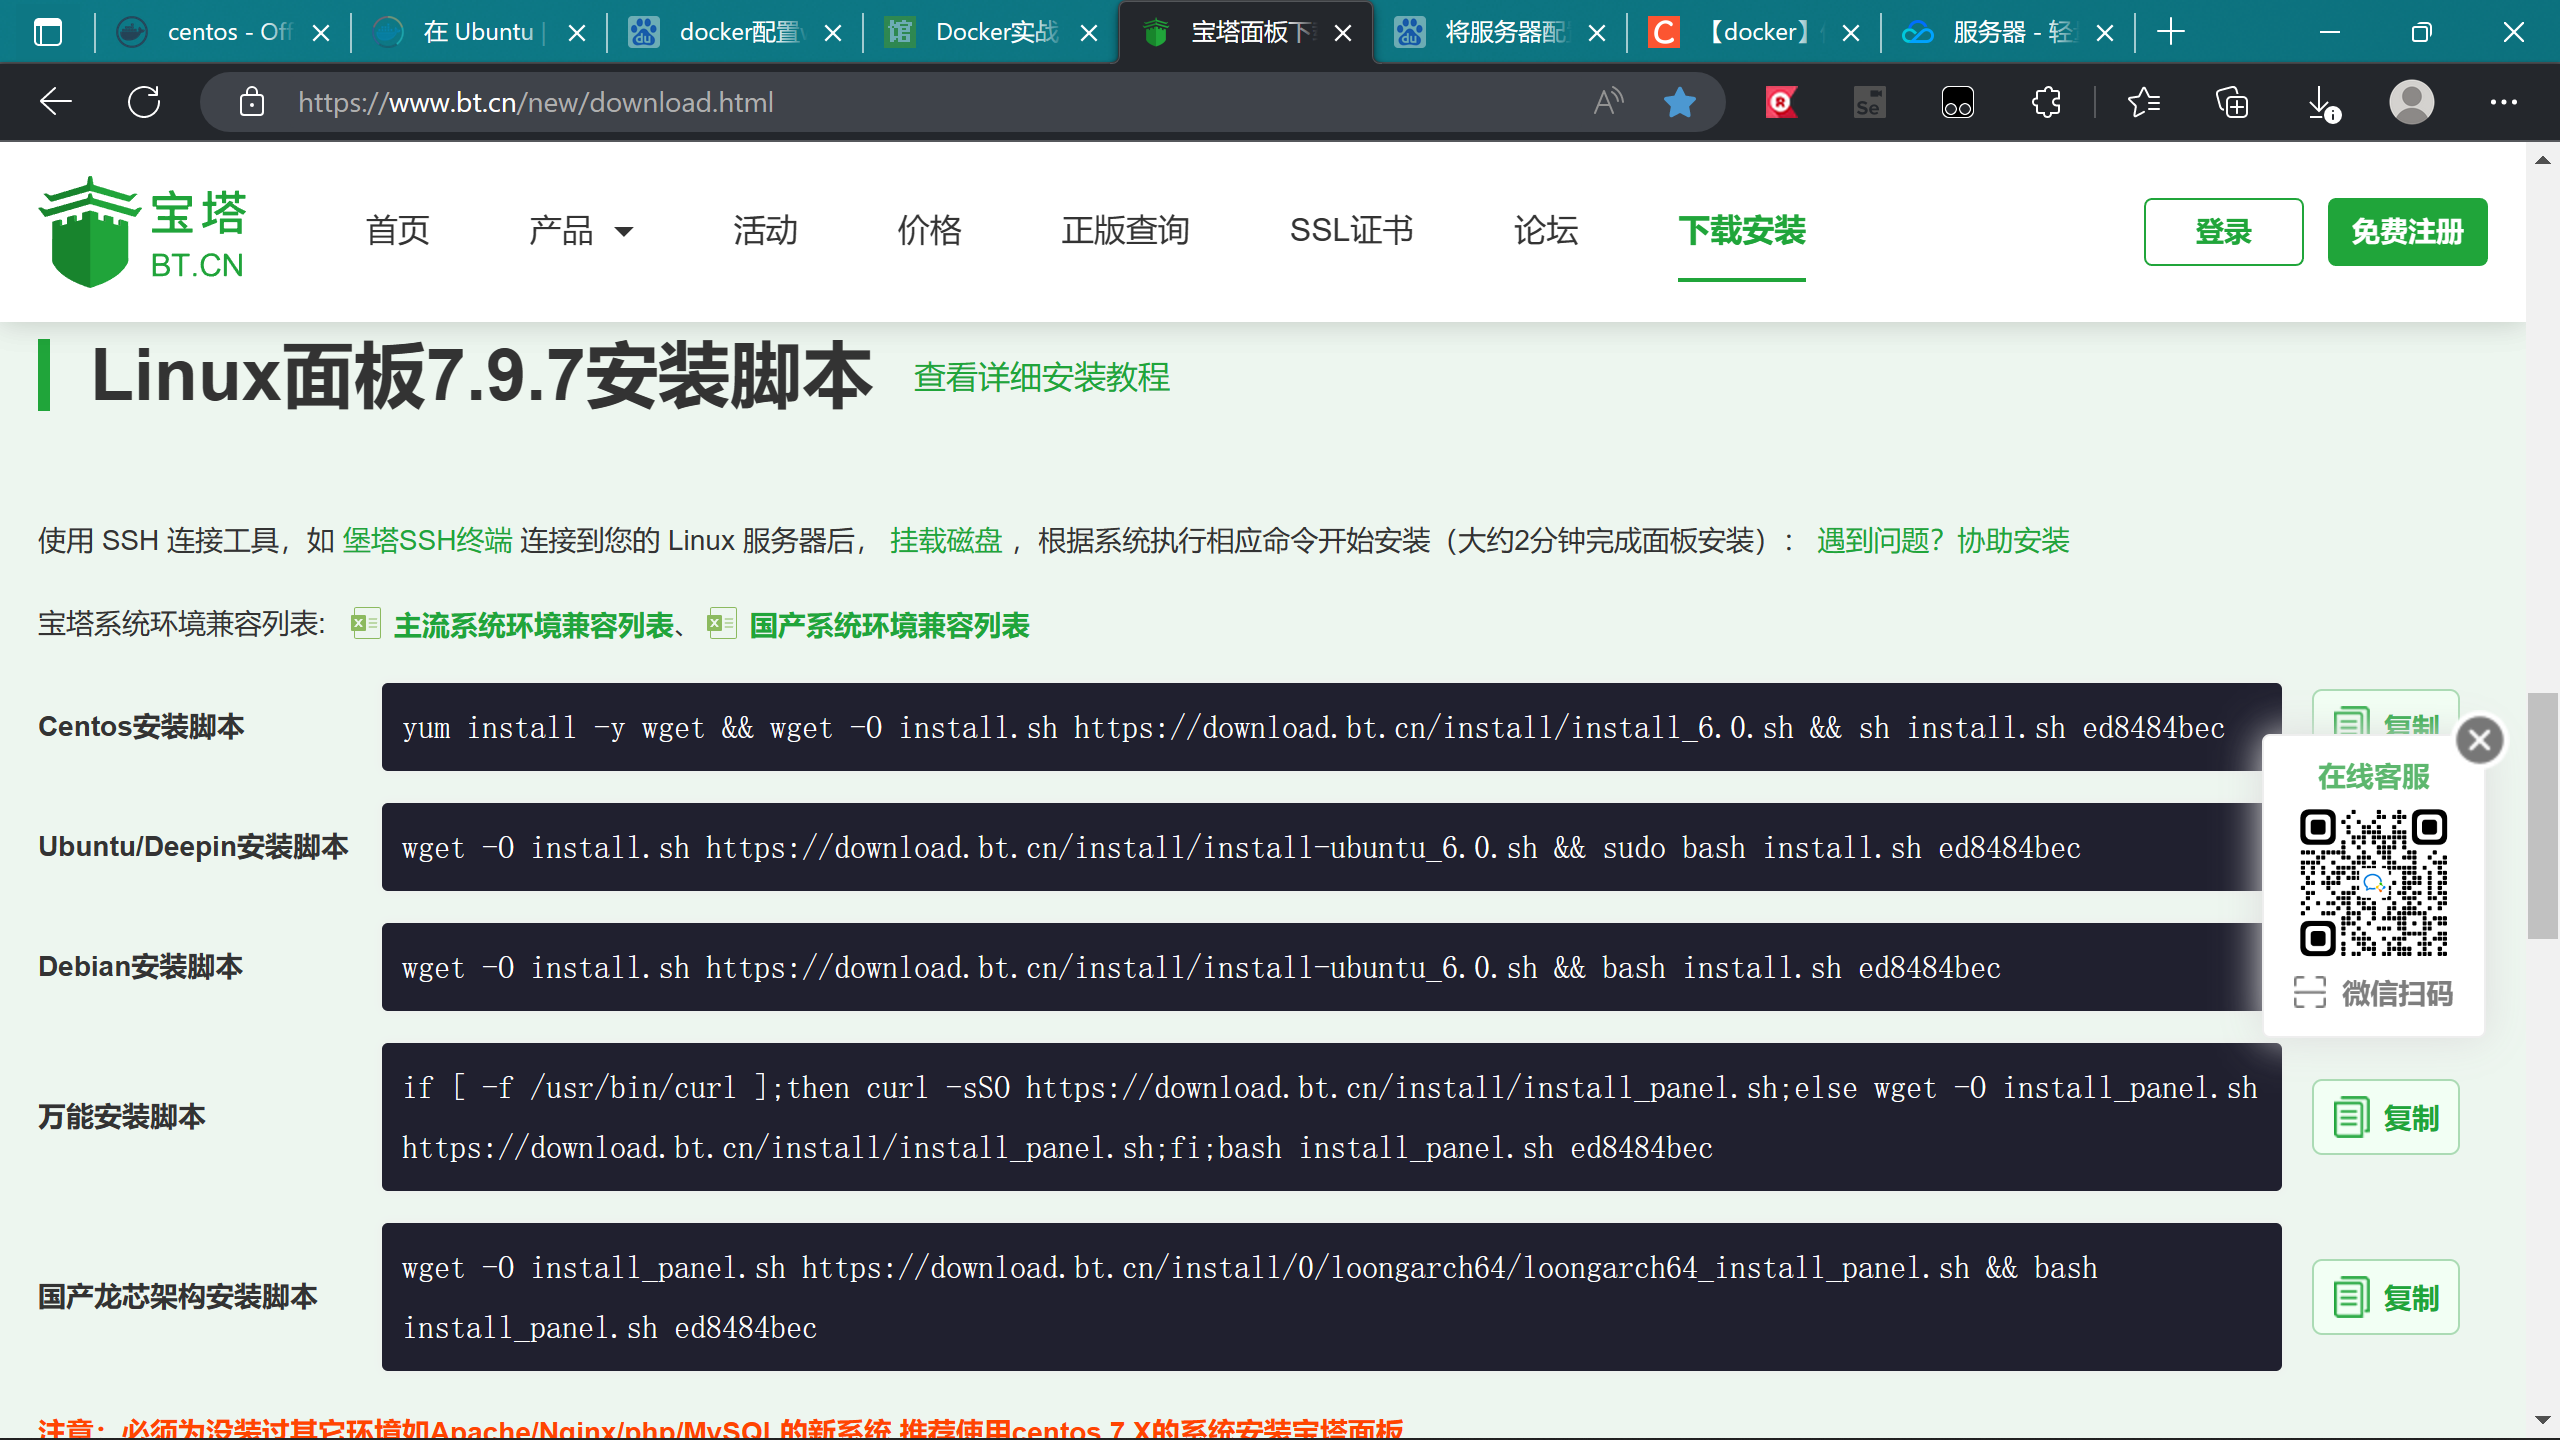 centos - Off
在 Ubuntu
docker配置
Docker实战
宝塔面板下
将服务器配
【docker】
服务器 - 轻
https://www.bt.cn/new/download.html
宝塔
BT.CN
首页
产品
活动
价格
正版查询
SSL证书
论坛
下载安装
登录
免费注册
Linux面板7.9.7安装脚本
查看详细安装教程
使用 SSH 连接工具，如 堡塔SSH终端 连接到您的 Linux 服务器后， 挂载磁盘 ，根据系统执行相应命令开始安装（大约2分钟完成面板安装）： 遇到问题？协助安装
宝塔系统环境兼容列表: 主流系统环境兼容列表、 国产系统环境兼容列表
Centos安装脚本
yum install -y wget && wget -O install.sh https://download.bt.cn/install/install_6.0.sh && sh install.sh ed8484bec
复制
Ubuntu/Deepin安装脚本
wget -O install.sh https://download.bt.cn/install/install-ubuntu_6.0.sh && sudo bash install.sh ed8484bec
Debian安装脚本
wget -O install.sh https://download.bt.cn/install/install-ubuntu_6.0.sh && bash install.sh ed8484bec
在线客服
微信扫码
万能安装脚本
if [ -f /usr/bin/curl ];then curl -sSO https://download.bt.cn/install/install_panel.sh;else wget -O install_panel.sh
https://download.bt.cn/install/install_panel.sh;fi;bash install_panel.sh ed8484bec
复制
国产龙芯架构安装脚本
wget -O install_panel.sh https://download.bt.cn/install/0/loongarch64/loongarch64_install_panel.sh && bash
install_panel.sh ed8484bec
复制
注意：必须为没装过其它环境如Apache/Nginx/php/MySQL的新系统,推荐使用centos 7.X的系统安装宝塔面板